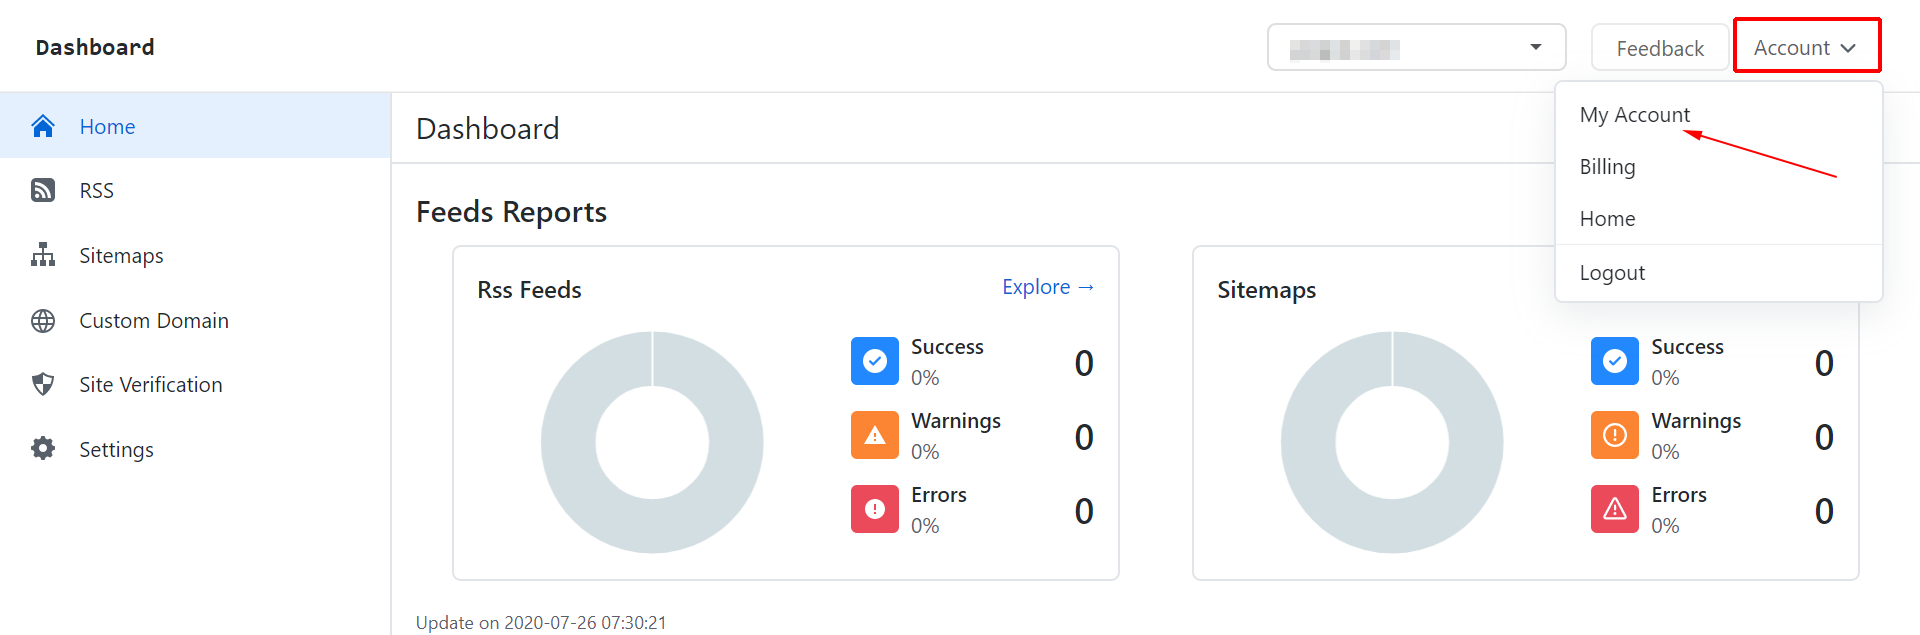 Dashboard
Feedback
Account
My Account
Billing
Home
Logout
Home
RSS
Sitemaps
Custom Domain
Site Verification
Settings
Dashboard
Feeds Reports
Rss Feeds
Explore →
Success
0%
0
Warnings
0%
0
Errors
0%
0
Sitemaps
Success
0%
0
Warnings
0%
0
Errors
0%
0
Update on 2020-07-26 07:30:21